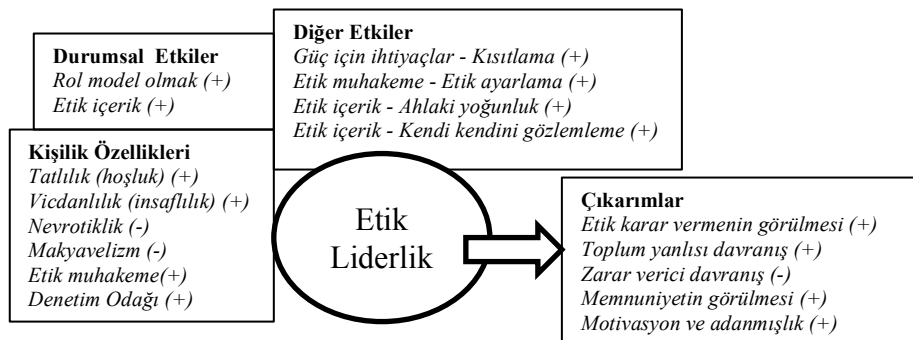 Durumsal Etkiler
Rol model olmak (+)
Etik içerik (+)
Diğer Etkiler
Güç için ihtiyaçlar - Kısıtlama (+)
Etik muhakeme - Etik ayarlama (+)
Etik içerik - Ahlaki yoğunluk (+)
Etik içerik - Kendi kendini gözlemleme (+)
Kişilik Özellikleri
Tatlılık (hoşluk) (+)
Vicdanlılık (insaflılık) (+)
Nevrotiklik (-)
Makyavelizm (-)
Etik muhakeme(+)
Denetim Odağı (+)
Etik
Liderlik
Çıkarımlar
Etik karar vermenin görülmesi (+)
Toplum yanlısı davranış (+)
Zarar verici davranış (-)
Memnuniyetin görülmesi (+)
Motivasyon ve adanmışlık (+)